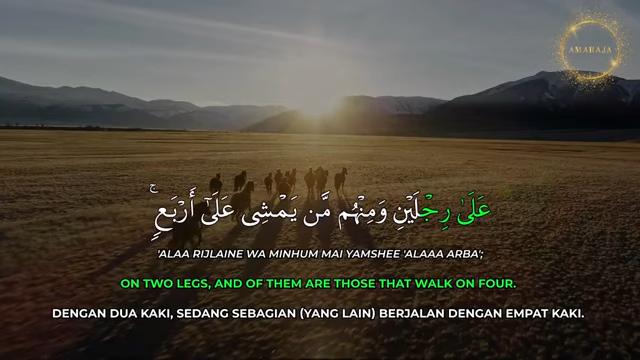 AMARAJA
عَلَىٰ رِجْلَيْنِ وَمِنْهُم مَّن يَمْشِى عَلَىٰٓ أَرْبَعٍ ۚ
'ALAA RIJLAINE WA MINHUM MAI YAMSHEE 'ALAAA ARBA';
ON TWO LEGS, AND OF THEM ARE THOSE THAT WALK ON FOUR.
DENGAN DUA KAKI, SEDANG SEBAGIAN (YANG LAIN) BERJALAN DENGAN EMPAT KAKI.